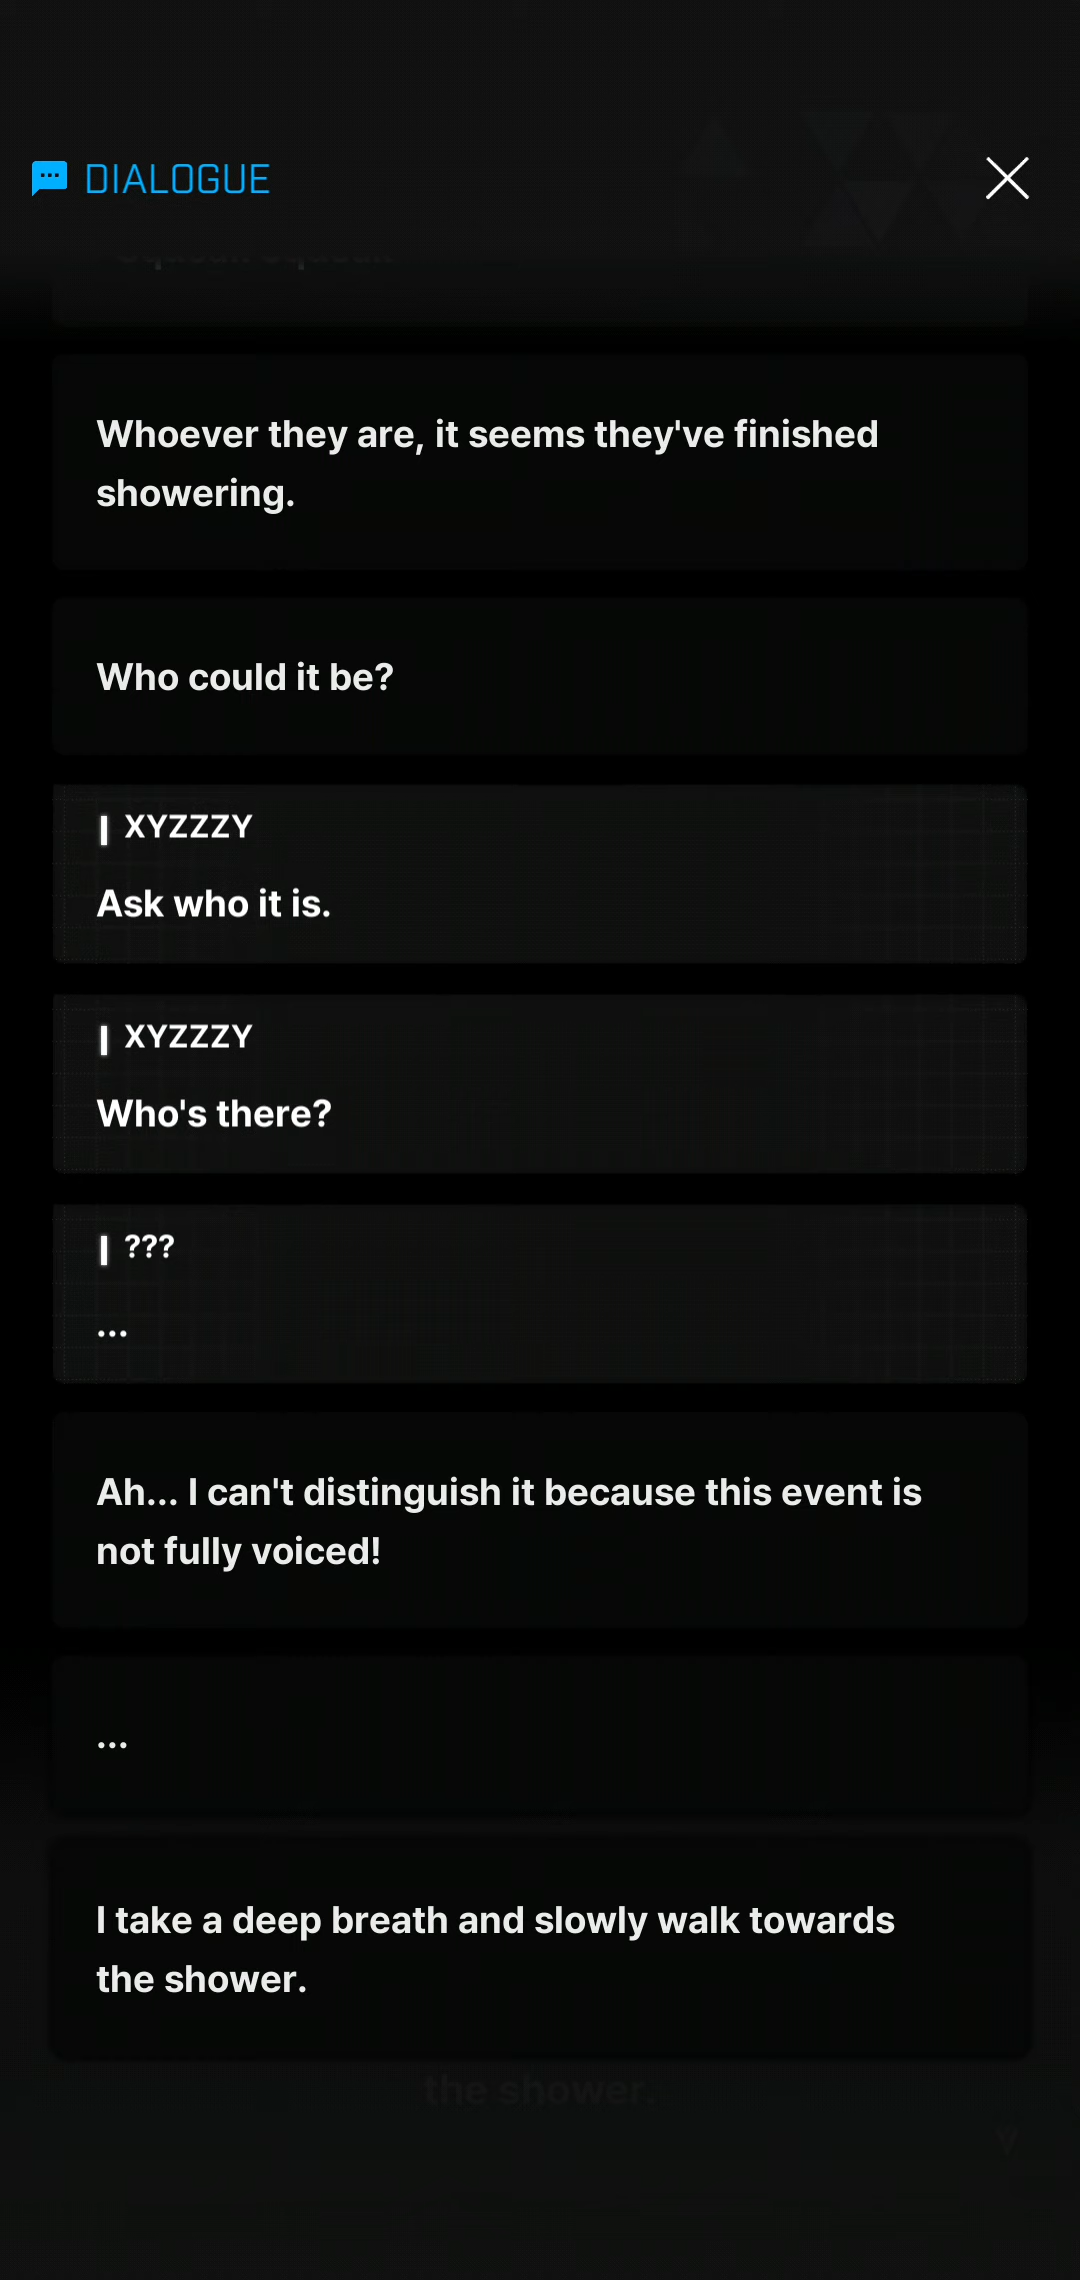 DIALOGUE
Whoever they are, it seems they've finished
showering.
Who could it be?
XYZZZY
Ask who it is.
XYZZZY
Who's there?
???
...
Ah... I can't distinguish it because this event is
not fully voiced!
...
I take a deep breath and slowly walk towards
the shower.
the shower.